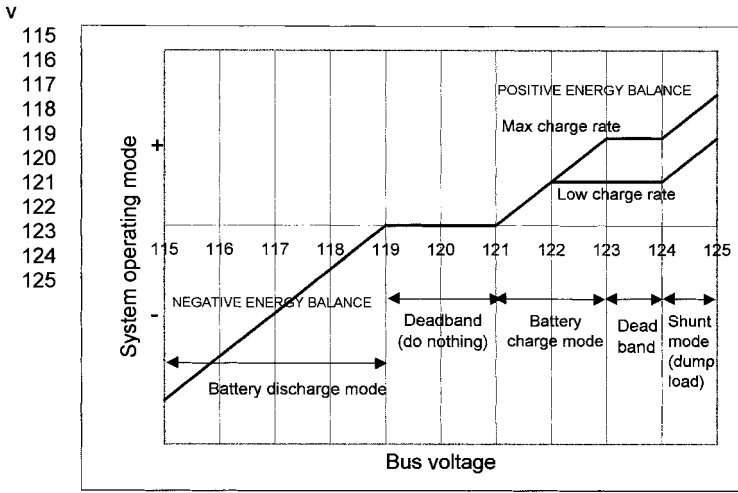 V
115
116
117
118
119
120
121
122
123
124
125
POSITIVE ENERGY BALANCE
Max charge rate
Low charge rate
System operating mode
+
-
115 116 117 118 119 120 121 122 123 124 125
NEGATIVE ENERGY BALANCE
Deadband
(do nothing)
Battery
charge mode
Dead
band
Shunt
mode
(dump
load)
Battery discharge mode
Bus voltage